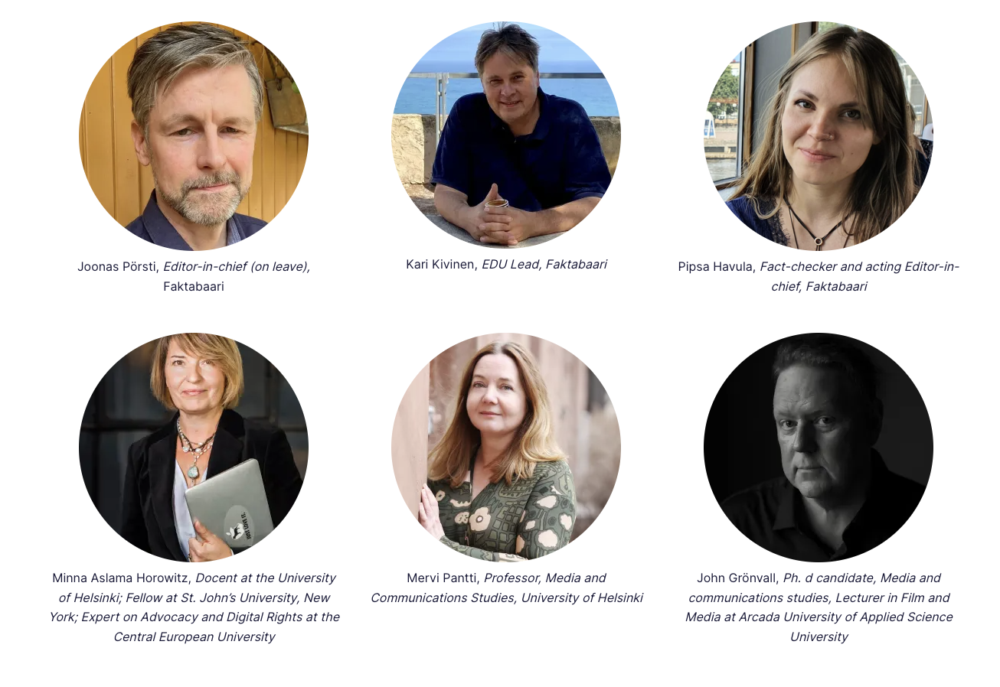 Joonas Pörsti, Editor-in-chief (on leave),
Faktabaari
Kari Kivinen, EDU Lead, Faktabaari
Pipsa Havula, Fact-checker and acting Editor-in-
chief, Faktabaari
Minna Aslama Horowitz, Docent at the University
of Helsinki; Fellow at St. John’s University, New
York; Expert on Advocacy and Digital Rights at the
Central European University
Mervi Pantti, Professor, Media and
Communications Studies, University of Helsinki
John Grönvall, Ph. d candidate, Media and
communications studies, Lecturer in Film and
Media at Arcada University of Applied Science
University